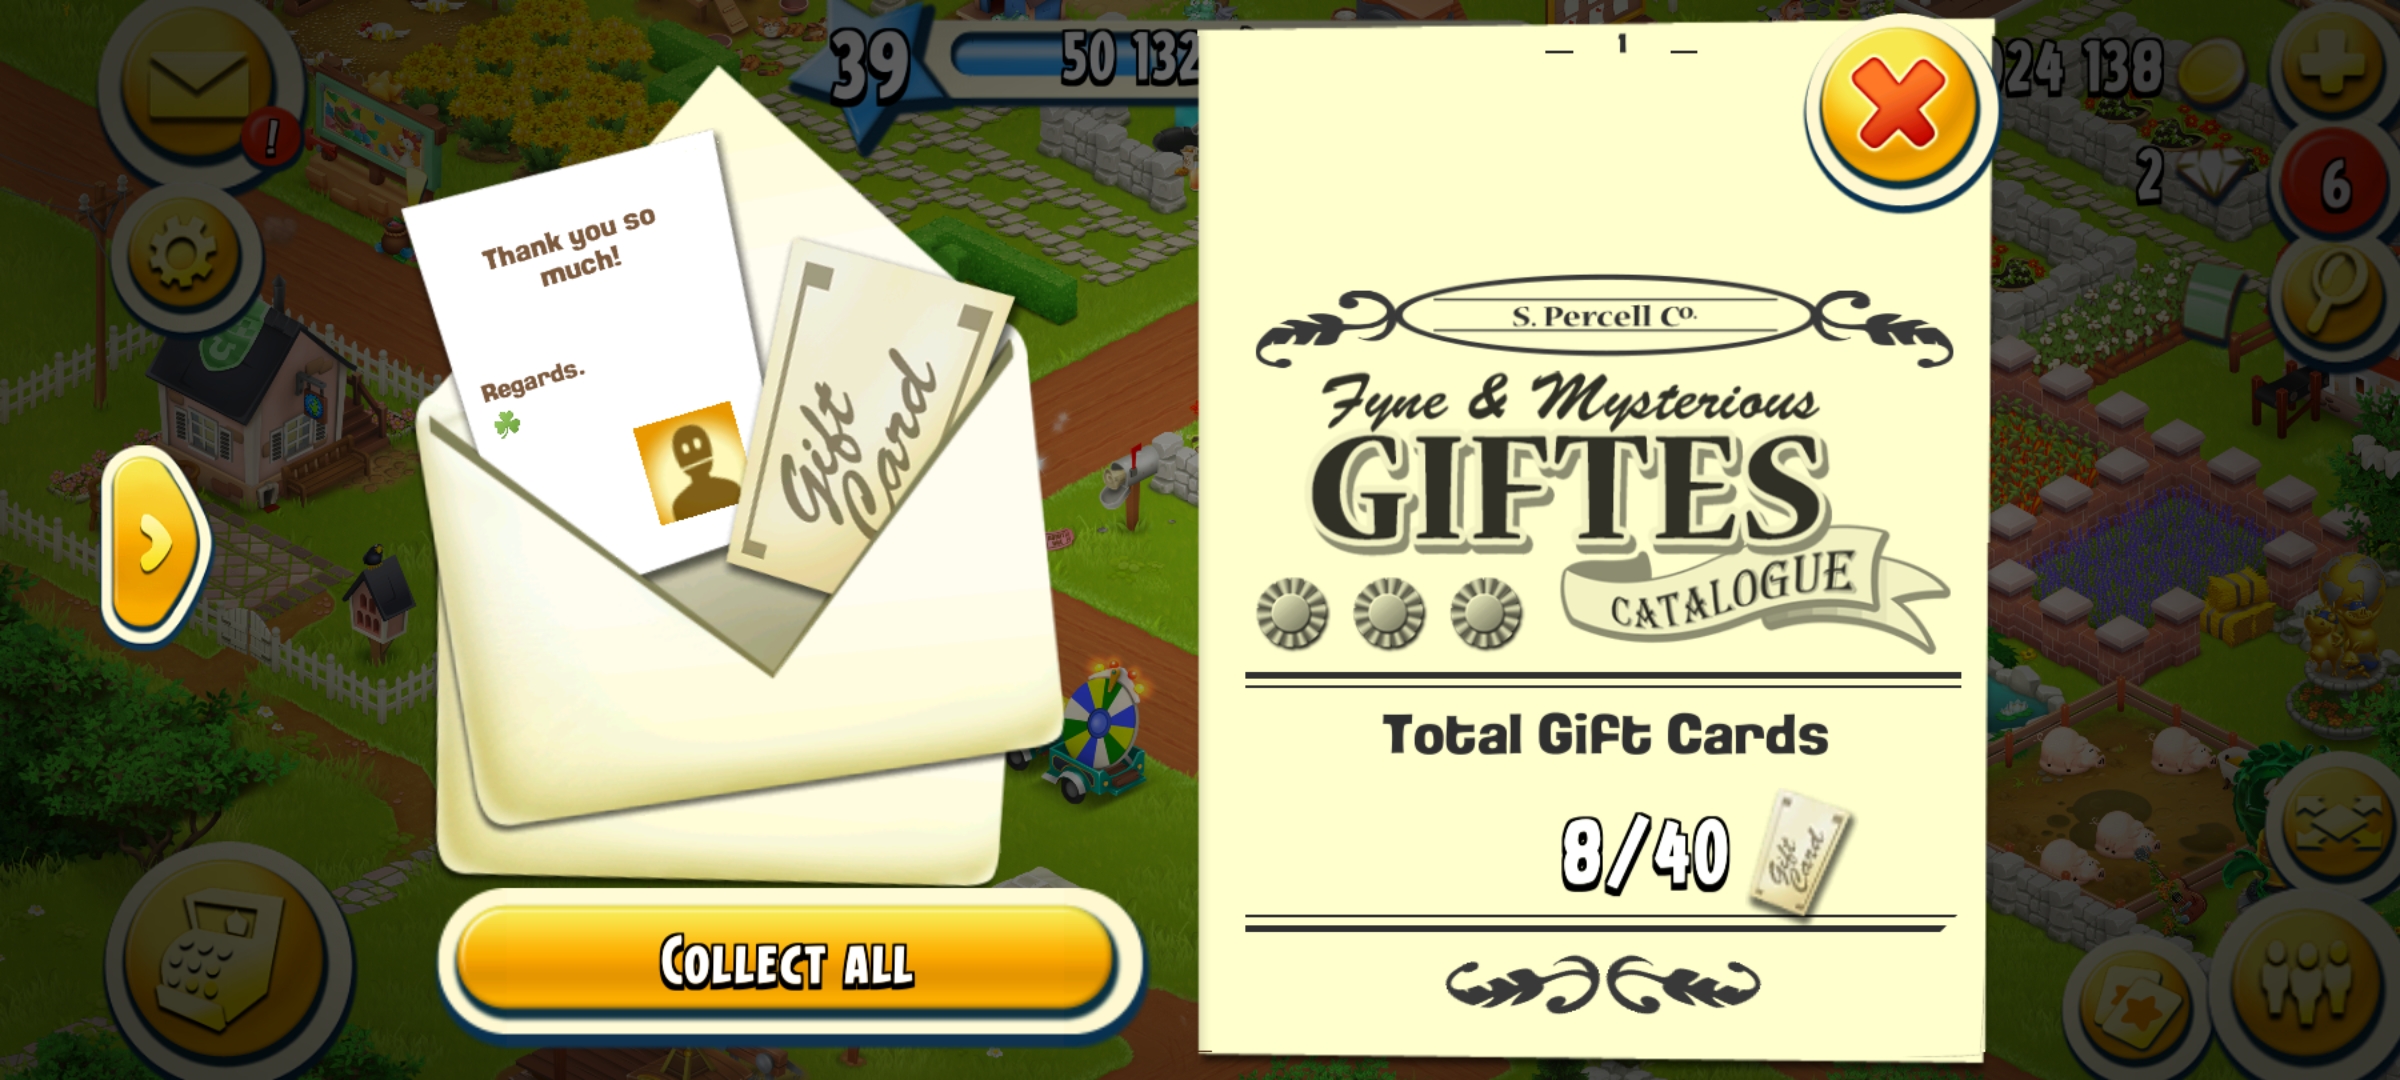 39
50 132
24 138
2
6
!
Thank you so
much!
Regards.
Gift
Card
COLLECT ALL
— 1 —
S. Percell Co.
Fyne & Mysterious
GIFTES
CATALOGUE
Total Gift Cards
8/40
Gift
Card